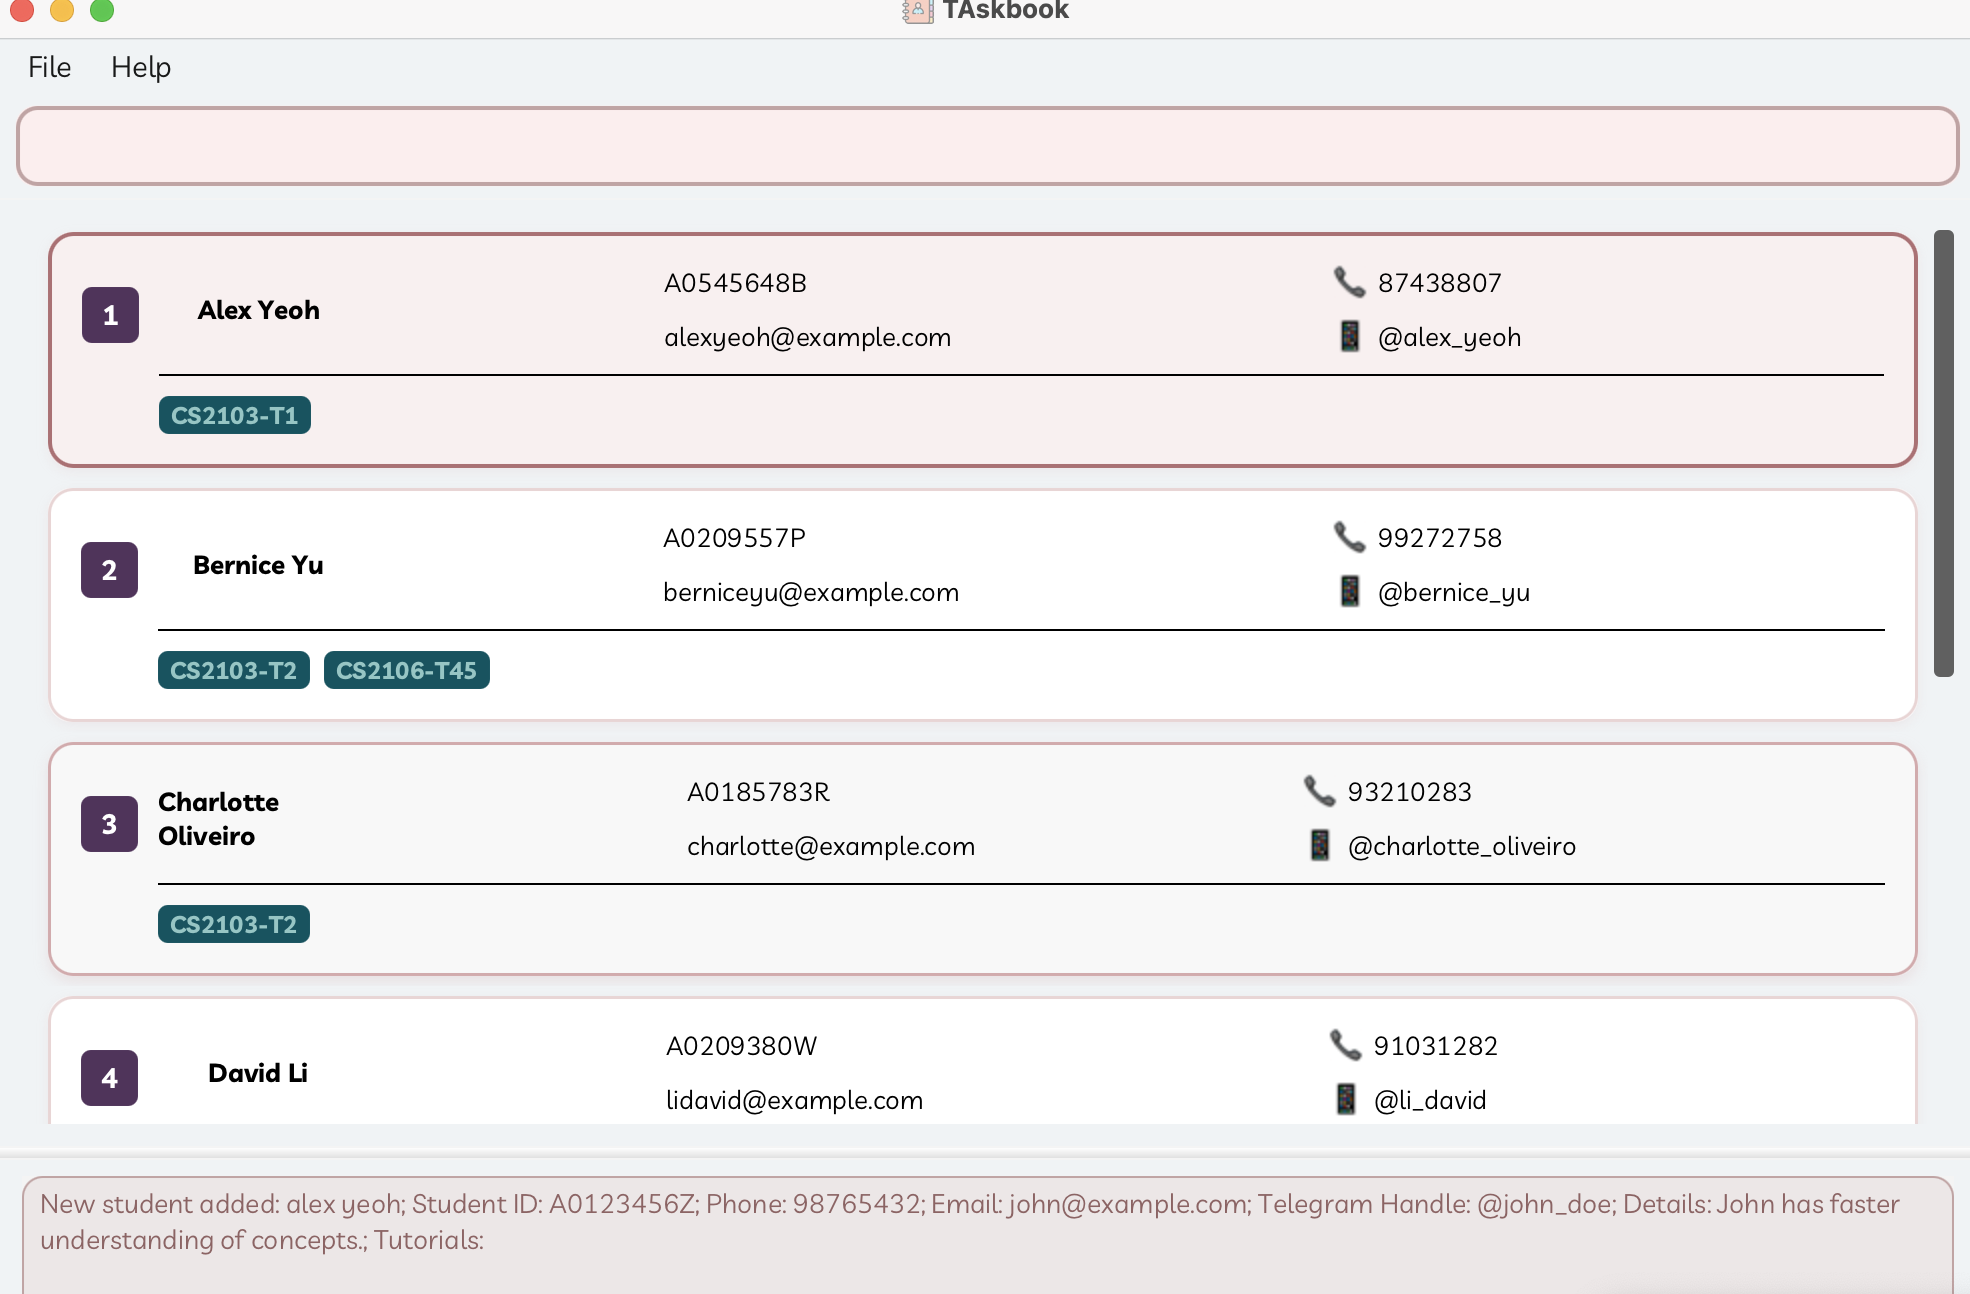 TAskbook
File Help
1
Alex Yeoh
A0545648B
alexyeoh@example.com
87438807
@alex_yeoh
CS2103-T1
2
Bernice Yu
A0209557P
berniceyu@example.com
99272758
@bernice_yu
CS2103-T2 CS2106-T45
3
Charlotte
Oliveiro
A0185783R
charlotte@example.com
93210283
@charlotte_oliveiro
CS2103-T2
4
David Li
A0209380W
lidavid@example.com
91031282
@li_david
New student added: alex yeoh; Student ID: A0123456Z; Phone: 98765432; Email: john@example.com; Telegram Handle: @john_doe; Details: John has faster
understanding of concepts.; Tutorials: